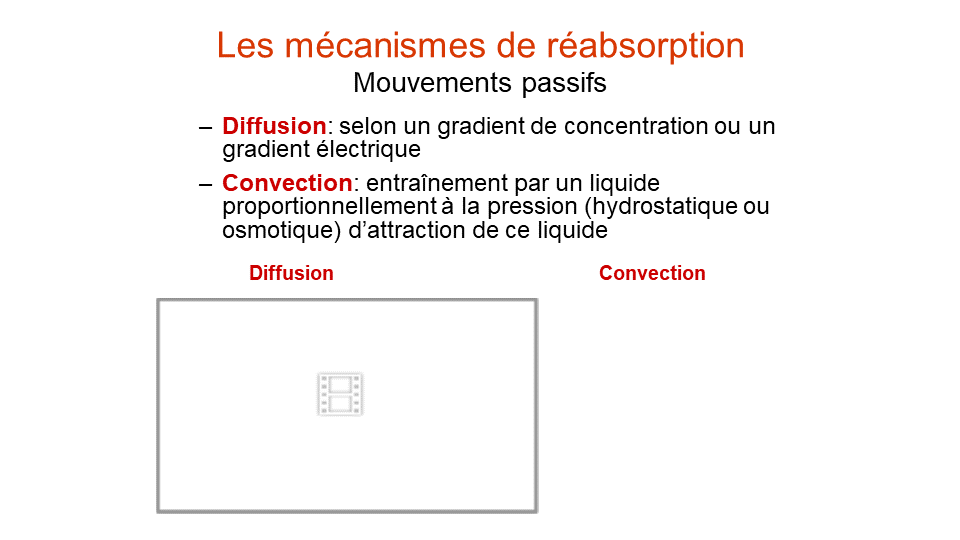 Les mécanismes de réabsorption
Mouvements passifs
– Diffusion: selon un gradient de concentration ou un
gradient électrique
– Convection: entraînement par un liquide
proportionnellement à la pression (hydrostatique ou
osmotique) d’attraction de ce liquide
Diffusion
Convection